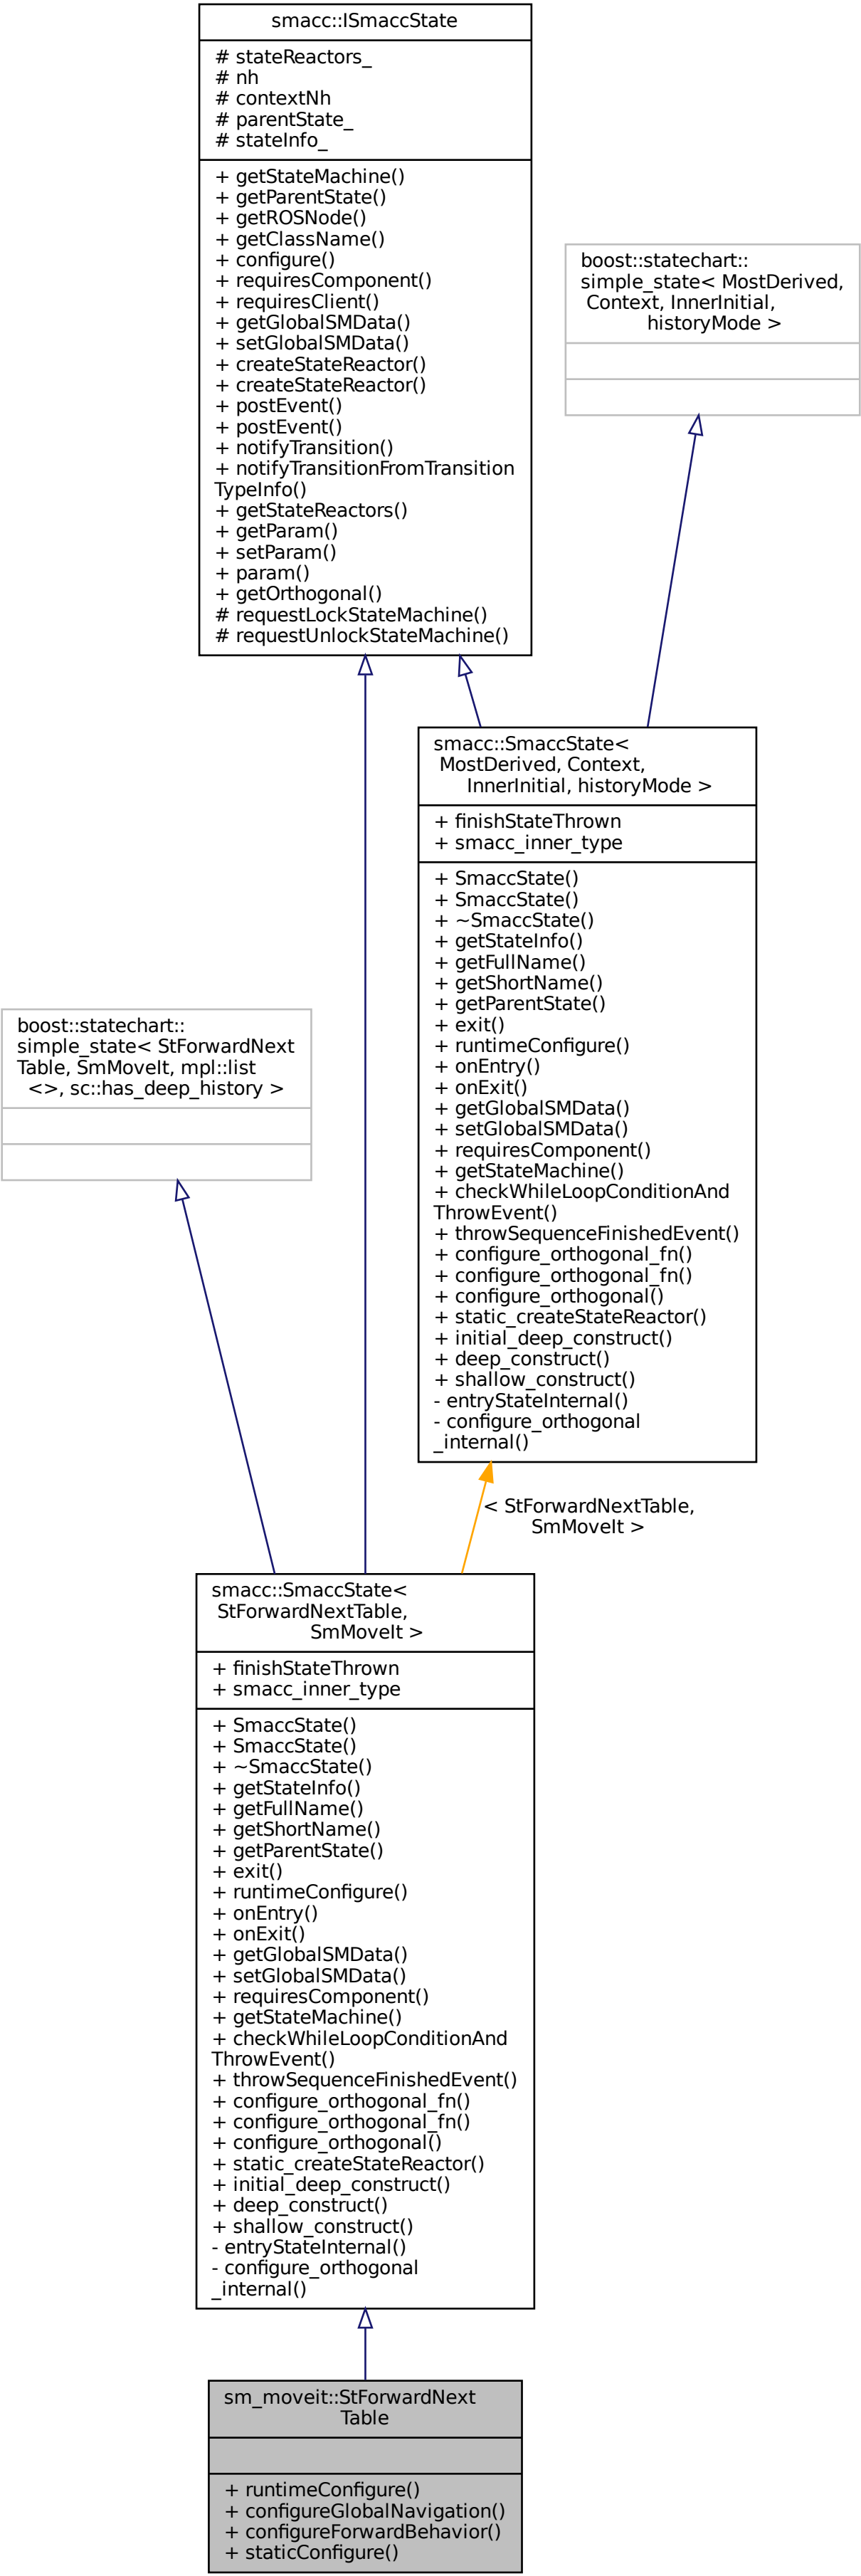 smacc::ISmaccState
# stateReactors_
# nh
# contextNh
# parentState_
# stateInfo_
+ getStateMachine()
+ getParentState()
+ getROSNode()
+ getClassName()
+ configure()
+ requiresComponent()
+ requiresClient()
+ getGlobalSMData()
+ setGlobalSMData()
+ createStateReactor()
+ createStateReactor()
+ postEvent()
+ postEvent()
+ notifyTransition()
+ notifyTransitionFromTransition
TypeInfo()
+ getStateReactors()
+ getParam()
+ setParam()
+ param()
+ getOrthogonal()
# requestLockStateMachine()
# requestUnlockStateMachine()
boost::statechart::
simple_state< MostDerived,
Context, InnerInitial,
historyMode >
smacc::SmaccState<
MostDerived, Context,
InnerInitial, historyMode >
+ finishStateThrown
+ smacc_inner_type
+ SmaccState()
+ SmaccState()
+ ~SmaccState()
+ getStateInfo()
+ getFullName()
+ getShortName()
+ getParentState()
+ exit()
+ runtimeConfigure()
+ onEntry()
+ onExit()
+ getGlobalSMData()
+ setGlobalSMData()
+ requiresComponent()
+ getStateMachine()
+ checkWhileLoopConditionAnd
ThrowEvent()
+ throwSequenceFinishedEvent()
+ configure_orthogonal_fn()
+ configure_orthogonal_fn()
+ configure_orthogonal()
+ static_createStateReactor()
+ initial_deep_construct()
+ deep_construct()
+ shallow_construct()
- entryStateInternal()
- configure_orthogonal
_internal()
boost::statechart::
simple_state< StForwardNext
Table, SmMoveIt, mpl::list
<>, sc::has_deep_history >
< StForwardNextTable,
SmMoveIt >
smacc::SmaccState<
StForwardNextTable,
SmMoveIt >
+ finishStateThrown
+ smacc_inner_type
+ SmaccState()
+ SmaccState()
+ ~SmaccState()
+ getStateInfo()
+ getFullName()
+ getShortName()
+ getParentState()
+ exit()
+ runtimeConfigure()
+ onEntry()
+ onExit()
+ getGlobalSMData()
+ setGlobalSMData()
+ requiresComponent()
+ getStateMachine()
+ checkWhileLoopConditionAnd
ThrowEvent()
+ throwSequenceFinishedEvent()
+ configure_orthogonal_fn()
+ configure_orthogonal_fn()
+ configure_orthogonal()
+ static_createStateReactor()
+ initial_deep_construct()
+ deep_construct()
+ shallow_construct()
- entryStateInternal()
- configure_orthogonal
_internal()
sm_moveit::StForwardNext
Table
+ runtimeConfigure()
+ configureGlobalNavigation()
+ configureForwardBehavior()
+ staticConfigure()